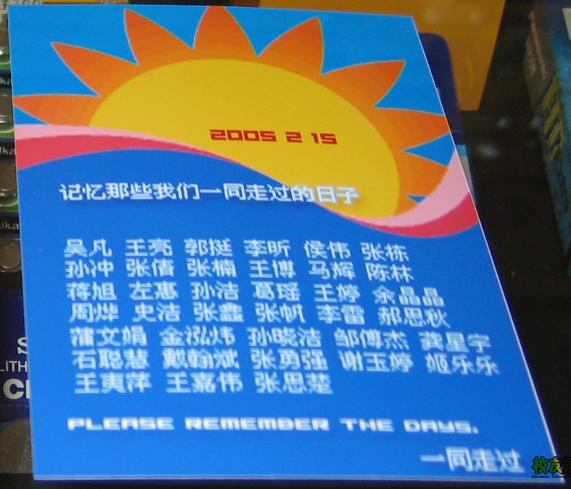 2005 2 15
记忆那些我们一同走过的日子
吴凡 王亮 郭挺 李昕 侯伟 张栋
孙冲 张倩 张楠 王博 马辉 陈林
蒋旭 左惠 孙洁 葛瑶 王婷 余晶晶
周烨 史洁 张鑫 张帆 李雷 郝思秋
蒲文娟 金泓炜 孙晓洁 邹傅杰 龚星宇
石聪慧 戴翰斌 张勇强 谢玉婷 姬乐乐
王夷萍 王嘉伟 张思楚
PLEASE REMEMBER THE DAYS.
一同走过
校友